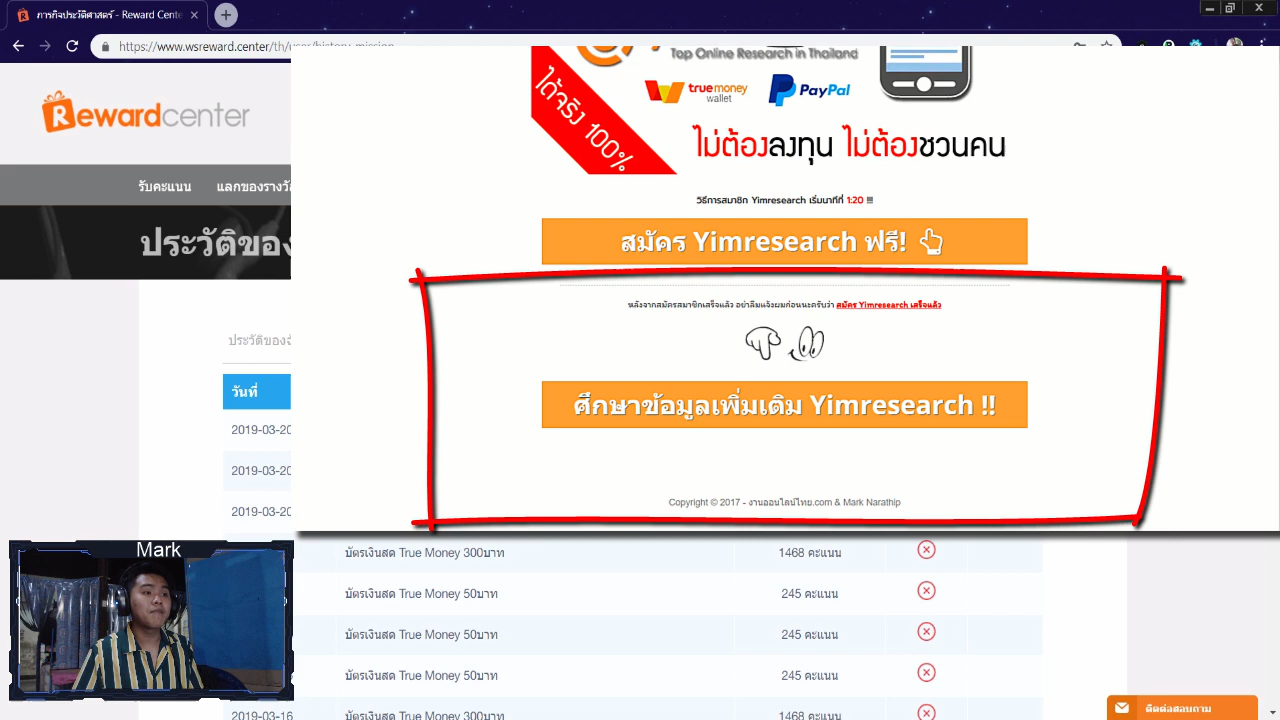 ประวัติการแลกรางวัล
https://www.wsreward.center/th/user/history-mission
Rewardcenter
รับคะแนน
แลกของรางวัล
ประวัติของ
Top Online Research in Thailand
truemoney
wallet
PayPal
ได้จริง 100%
ไม่ต้องลงทุน ไม่ต้องชวนคน
วิธีการสมาชิก Yimresearch เริ่มนาทีที่ 1:20 !!!
สมัคร Yimresearch ฟรี!
หลังจากสมัครสมาชิกเสร็จแล้ว อย่าลืมแจ้งผมก่อนนะครับว่า สมัคร Yimresearch เสร็จแล้ว
ศึกษาข้อมูลเพิ่มเติม Yimresearch !!
Copyright © 2017 - งานออนไลน์ไทย.com & Mark Narathip
ประวัติของ
วันที่
2019-03-20
2019-03-20
2019-03-20
Mark
บัตรเงินสด True Money 300บาท 1468 คะแนน
บัตรเงินสด True Money 50บาท 245 คะแนน
บัตรเงินสด True Money 50บาท 245 คะแนน
บัตรเงินสด True Money 50บาท 245 คะแนน
2019-03-16 บัตรเงินสด True Money 300บาท 1468 คะแนน
ติดต่อสอบถาม